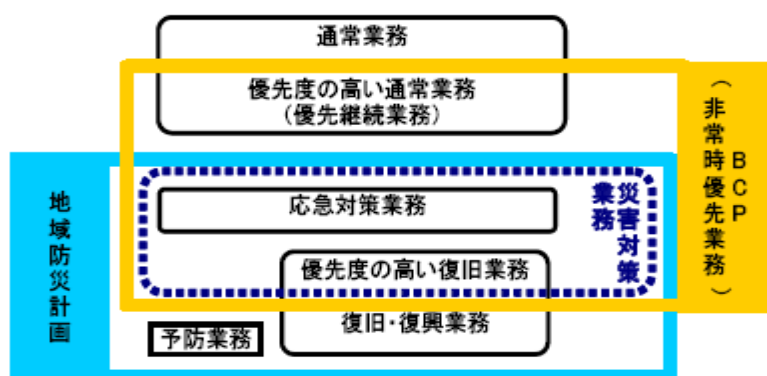 通常業務
優先度の高い通常業務
(優先継続業務)
BCP
(非常時優先業務)
地域防災計画
災害対策
業務
応急対策業務
優先度の高い復旧業務
復旧・復興業務
予防業務